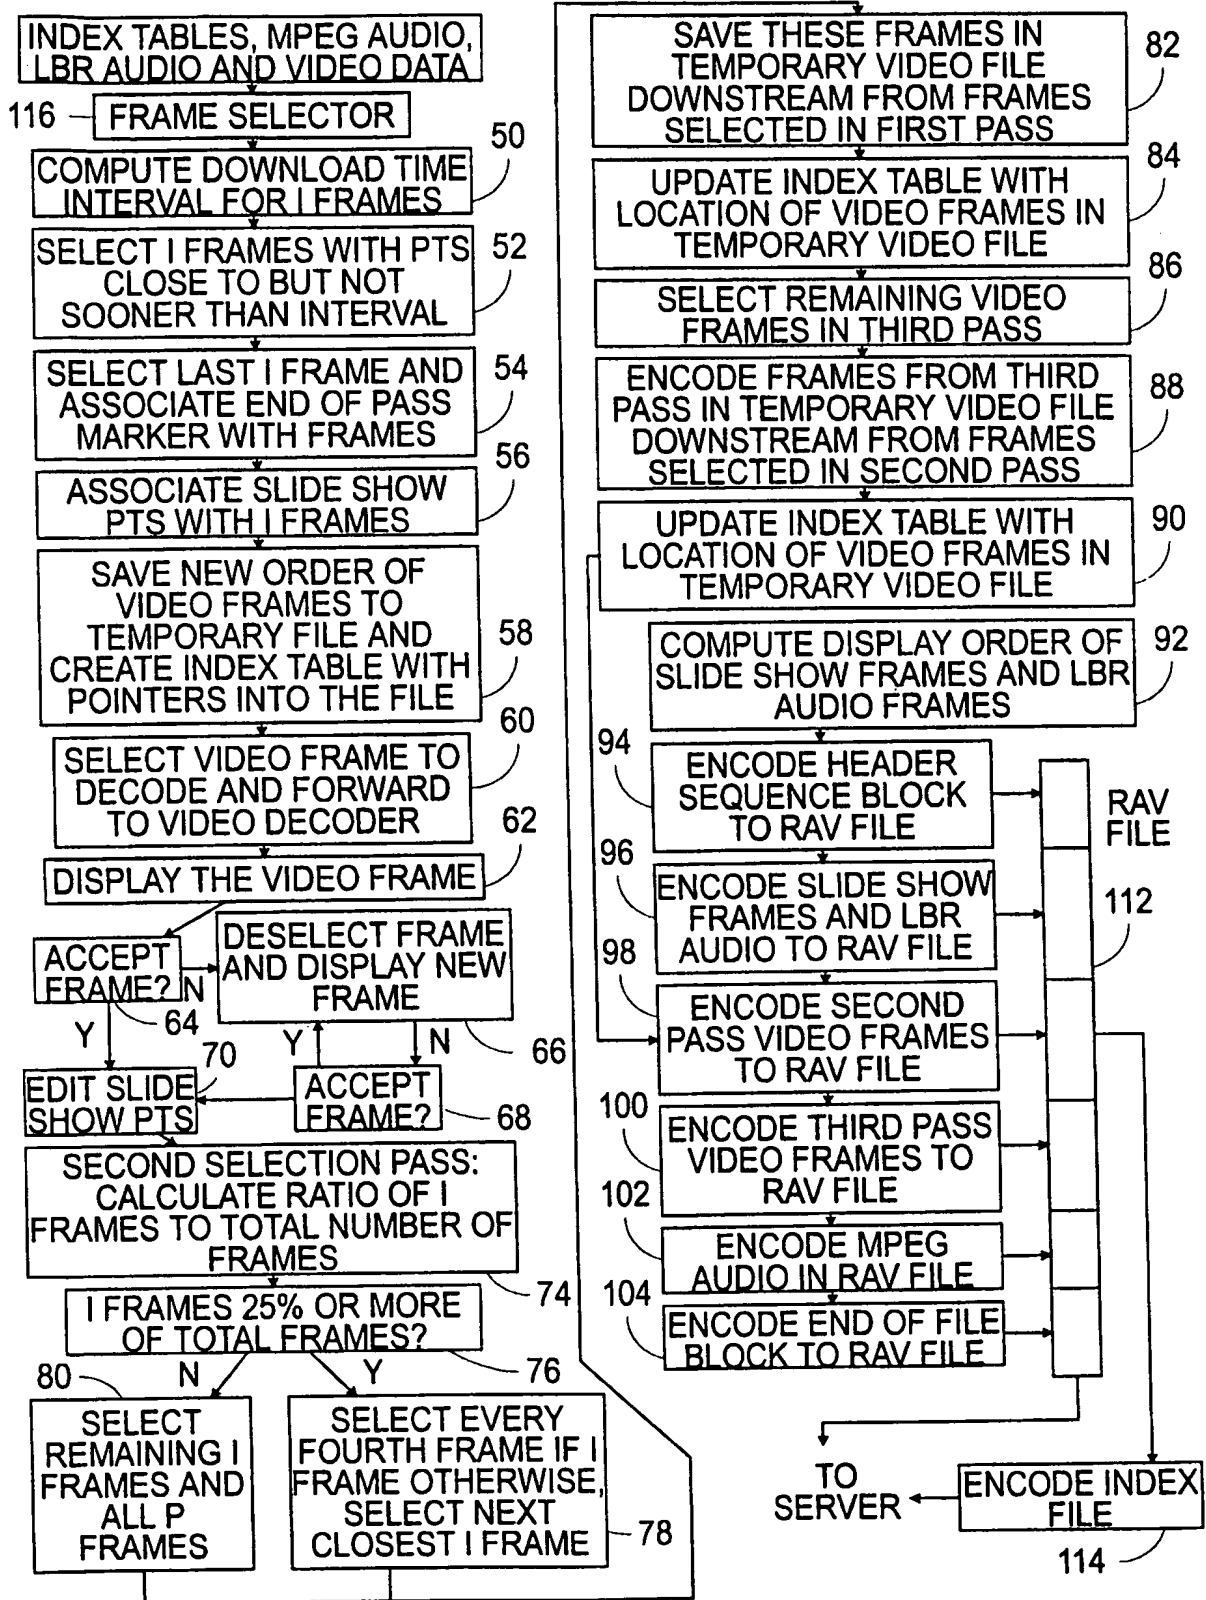 INDEX TABLES, MPEG AUDIO,
LBR AUDIO AND VIDEO DATA
116
FRAME SELECTOR
50
COMPUTE DOWNLOAD TIME
INTERVAL FOR I FRAMES
52
SELECT I FRAMES WITH PTS
CLOSE TO BUT NOT
SOONER THAN INTERVAL
54
SELECT LAST I FRAME AND
ASSOCIATE END OF PASS
MARKER WITH FRAMES
56
ASSOCIATE SLIDE SHOW
PTS WITH I FRAMES
SAVE NEW ORDER OF
VIDEO FRAMES TO
TEMPORARY FILE AND
CREATE INDEX TABLE WITH
POINTERS INTO THE FILE
58
60
SELECT VIDEO FRAME TO
DECODE AND FORWARD
TO VIDEO DECODER
62
DISPLAY THE VIDEO FRAME
ACCEPT
FRAME?
N
64
DESELECT FRAME
AND DISPLAY NEW
FRAME
66
Y
Y
N
70
EDIT SLIDE
SHOW PTS
ACCEPT
FRAME?
68
SECOND SELECTION PASS:
CALCULATE RATIO OF I
FRAMES TO TOTAL NUMBER OF
FRAMES
74
I FRAMES 25% OR MORE
OF TOTAL FRAMES?
76
N
Y
80
SELECT
REMAINING I
FRAMES AND
ALL P
FRAMES
SELECT EVERY
FOURTH FRAME IF I
FRAME OTHERWISE,
SELECT NEXT
CLOSEST I FRAME
78
SAVE THESE FRAMES IN
TEMPORARY VIDEO FILE
DOWNSTREAM FROM FRAMES
SELECTED IN FIRST PASS
82
UPDATE INDEX TABLE WITH
LOCATION OF VIDEO FRAMES IN
TEMPORARY VIDEO FILE
84
SELECT REMAINING VIDEO
FRAMES IN THIRD PASS
86
ENCODE FRAMES FROM THIRD
PASS IN TEMPORARY VIDEO FILE
DOWNSTREAM FROM FRAMES
SELECTED IN SECOND PASS
88
UPDATE INDEX TABLE WITH
LOCATION OF VIDEO FRAMES IN
TEMPORARY VIDEO FILE
90
COMPUTE DISPLAY ORDER OF
SLIDE SHOW FRAMES AND LBR
AUDIO FRAMES
92
94
ENCODE HEADER
SEQUENCE BLOCK
TO RAV FILE
RAV
FILE
96
ENCODE SLIDE SHOW
FRAMES AND LBR
AUDIO TO RAV FILE
112
98
ENCODE SECOND
PASS VIDEO FRAMES
TO RAV FILE
100
ENCODE THIRD PASS
VIDEO FRAMES TO
RAV FILE
102
ENCODE MPEG
AUDIO IN RAV FILE
104
ENCODE END OF FILE
BLOCK TO RAV FILE
TO
SERVER
ENCODE INDEX
FILE
114